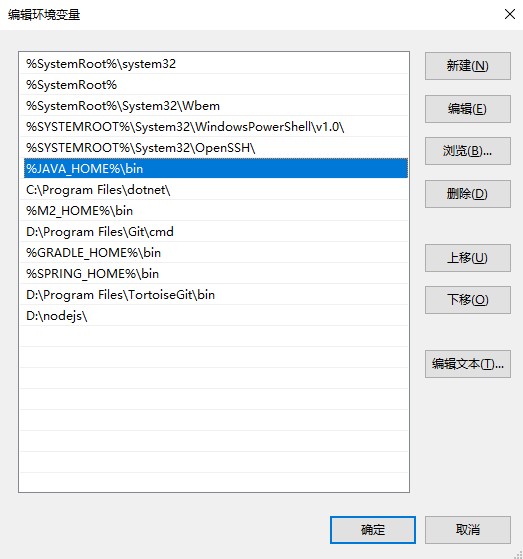 编辑环境变量
%SystemRoot%\system32
%SystemRoot%
%SystemRoot%\System32\Wbem
%SYSTEMROOT%\System32\WindowsPowerShell\v1.0\
%SYSTEMROOT%\System32\OpenSSH\
%JAVA_HOME%\bin
C:\Program Files\dotnet\
%M2_HOME%\bin
D:\Program Files\Git\cmd
%GRADLE_HOME%\bin
%SPRING_HOME%\bin
D:\Program Files\TortoiseGit\bin
D:\nodejs\
新建(N)
编辑(E)
浏览(B)...
删除(D)
上移(U)
下移(O)
编辑文本(T)...
确定
取消